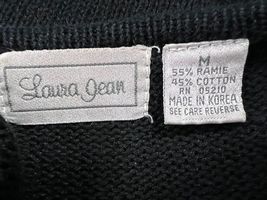 Laura Jean
M
55% RAMIE
45% COTTON
RN 05210
MADE IN KOREA
SEE CARE REVERSE